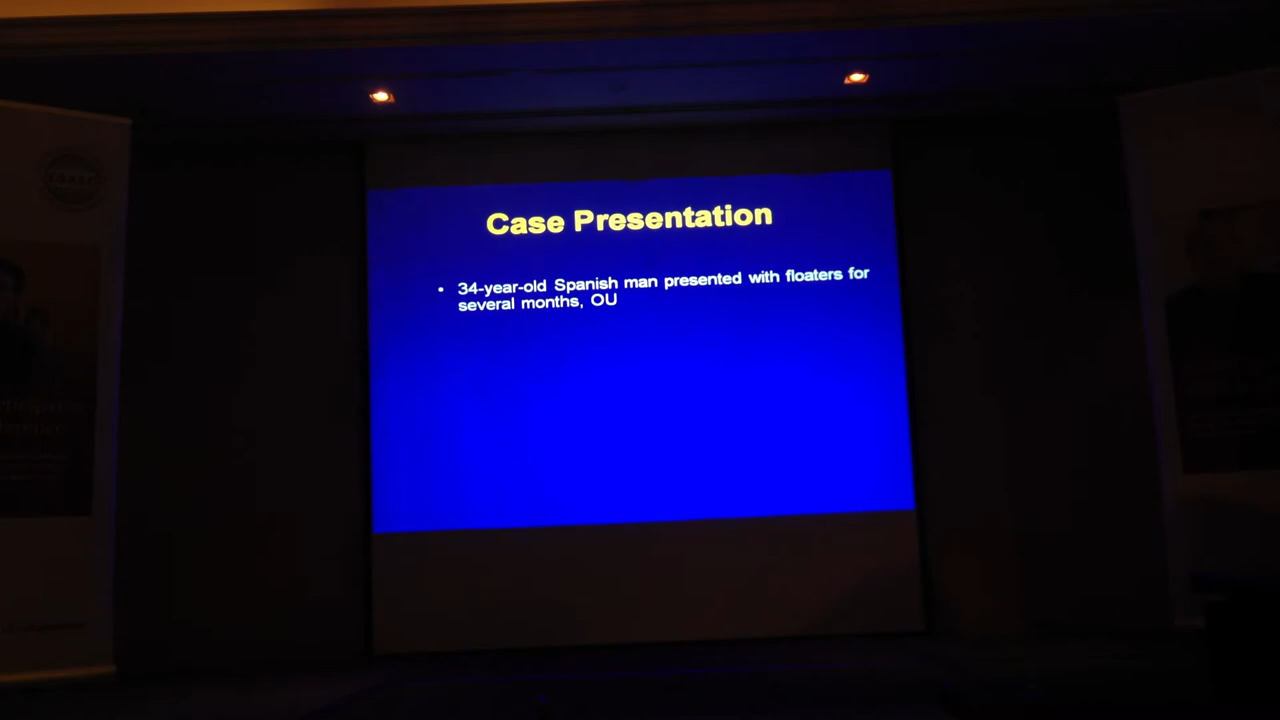 Case Presentation
• 34-year-old Spanish man presented with floaters for
several months, OU